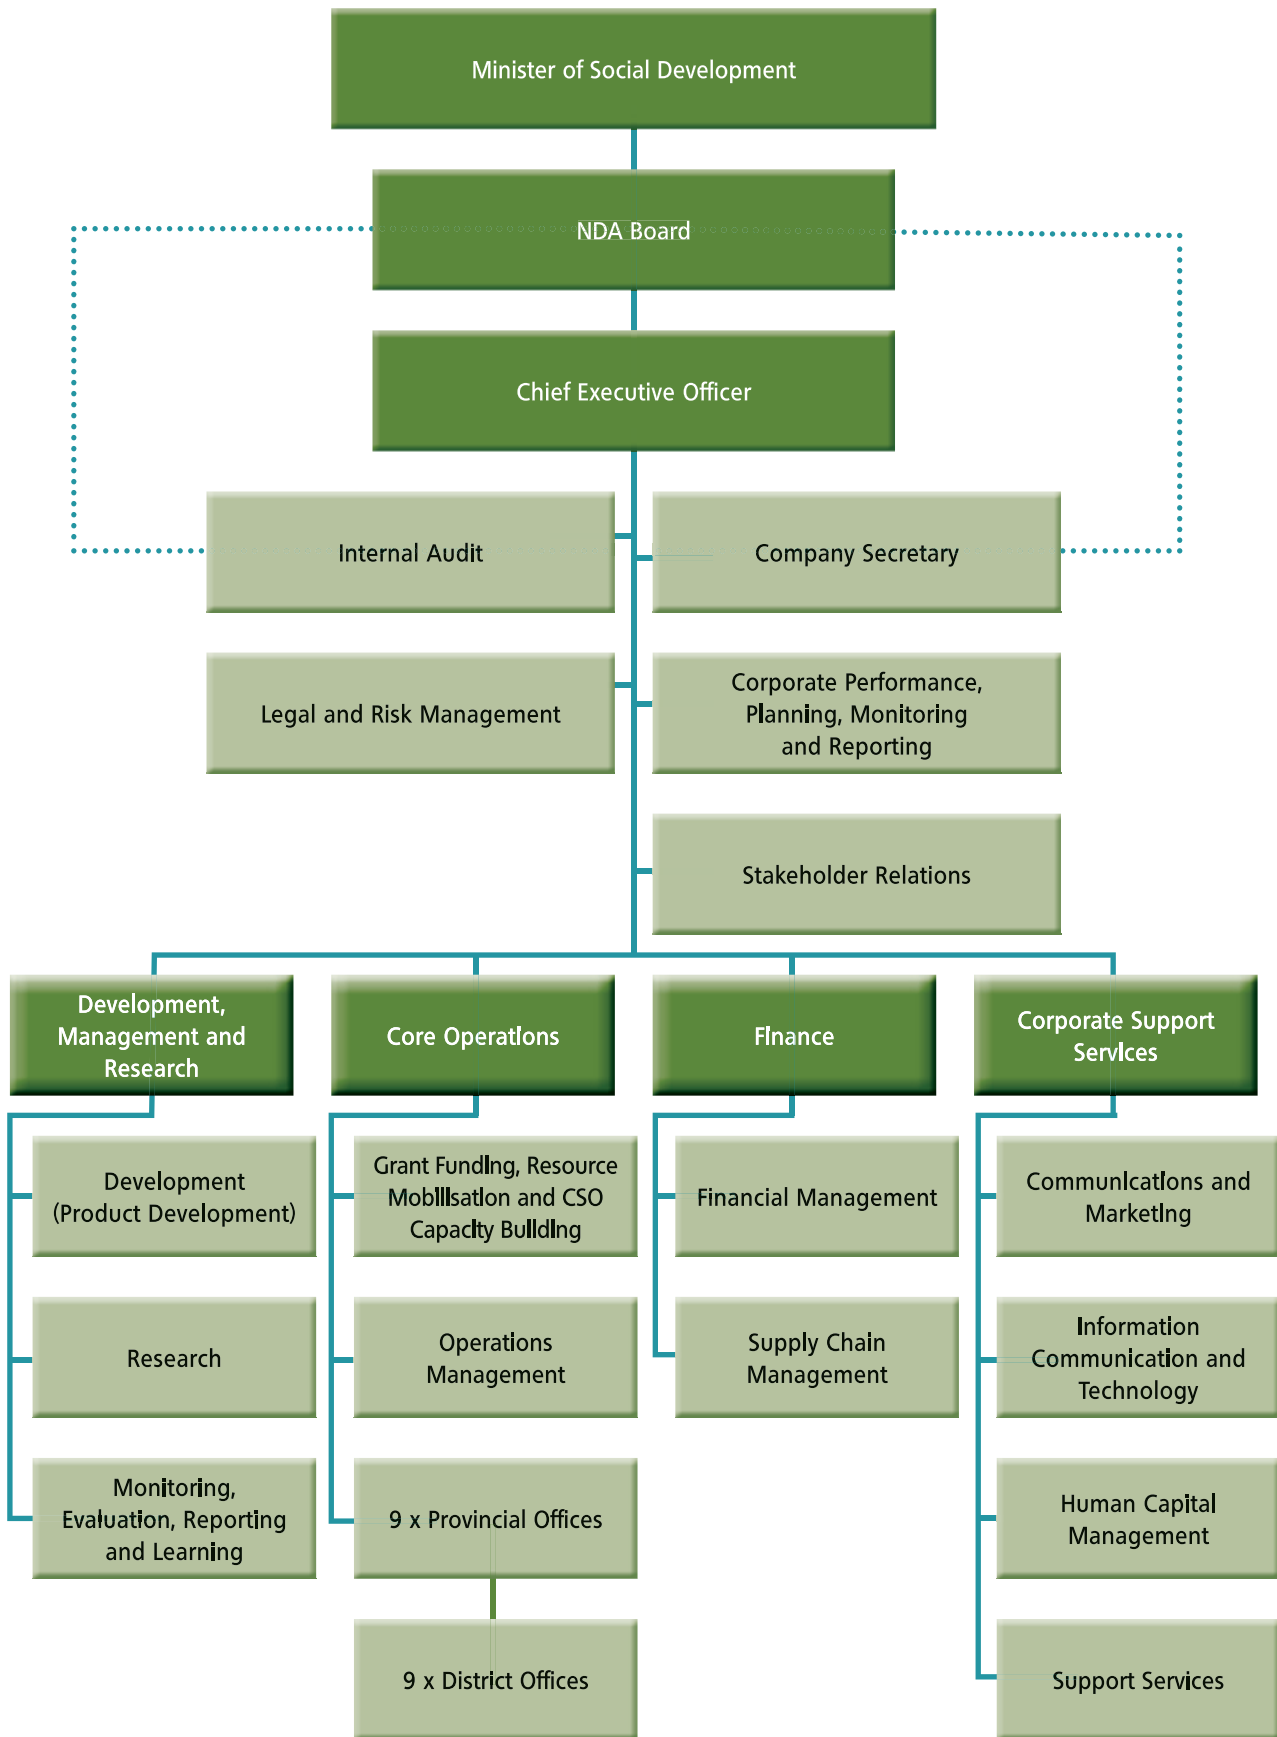 Minister of Social Development
NDA Board
Chief Executive Officer
Internal Audit
Company Secretary
Legal and Risk Management
Corporate Performance,
Planning, Monitoring
and Reporting
Stakeholder Relations
Development,
Management and
Research
Core Operations
Finance
Corporate Support
Services
Development
(Product Development)
Research
Monitoring,
Evaluation, Reporting
and Learning
Grant Funding, Resource
Mobilisation and CSO
Capacity Building
Operations
Management
9 x Provincial Offices
9 x District Offices
Financial Management
Supply Chain
Management
Communications and
Marketing
Information
Communication and
Technology
Human Capital
Management
Support Services